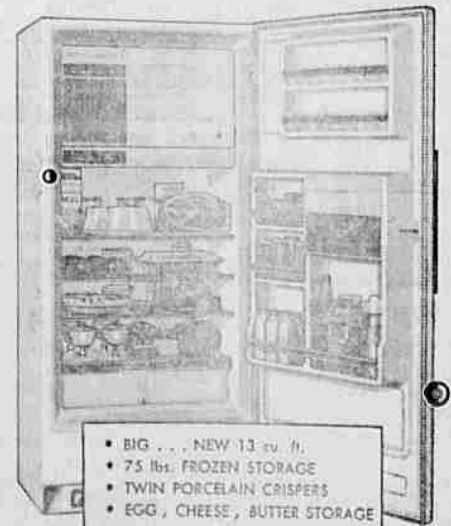 • BIG . . . NEW 13 cu. ft.
• 75 lbs. FROZEN STORAGE
• TWIN PORCELAIN CRISPERS
• EGG, CHEESE, BUTTER STORAGE